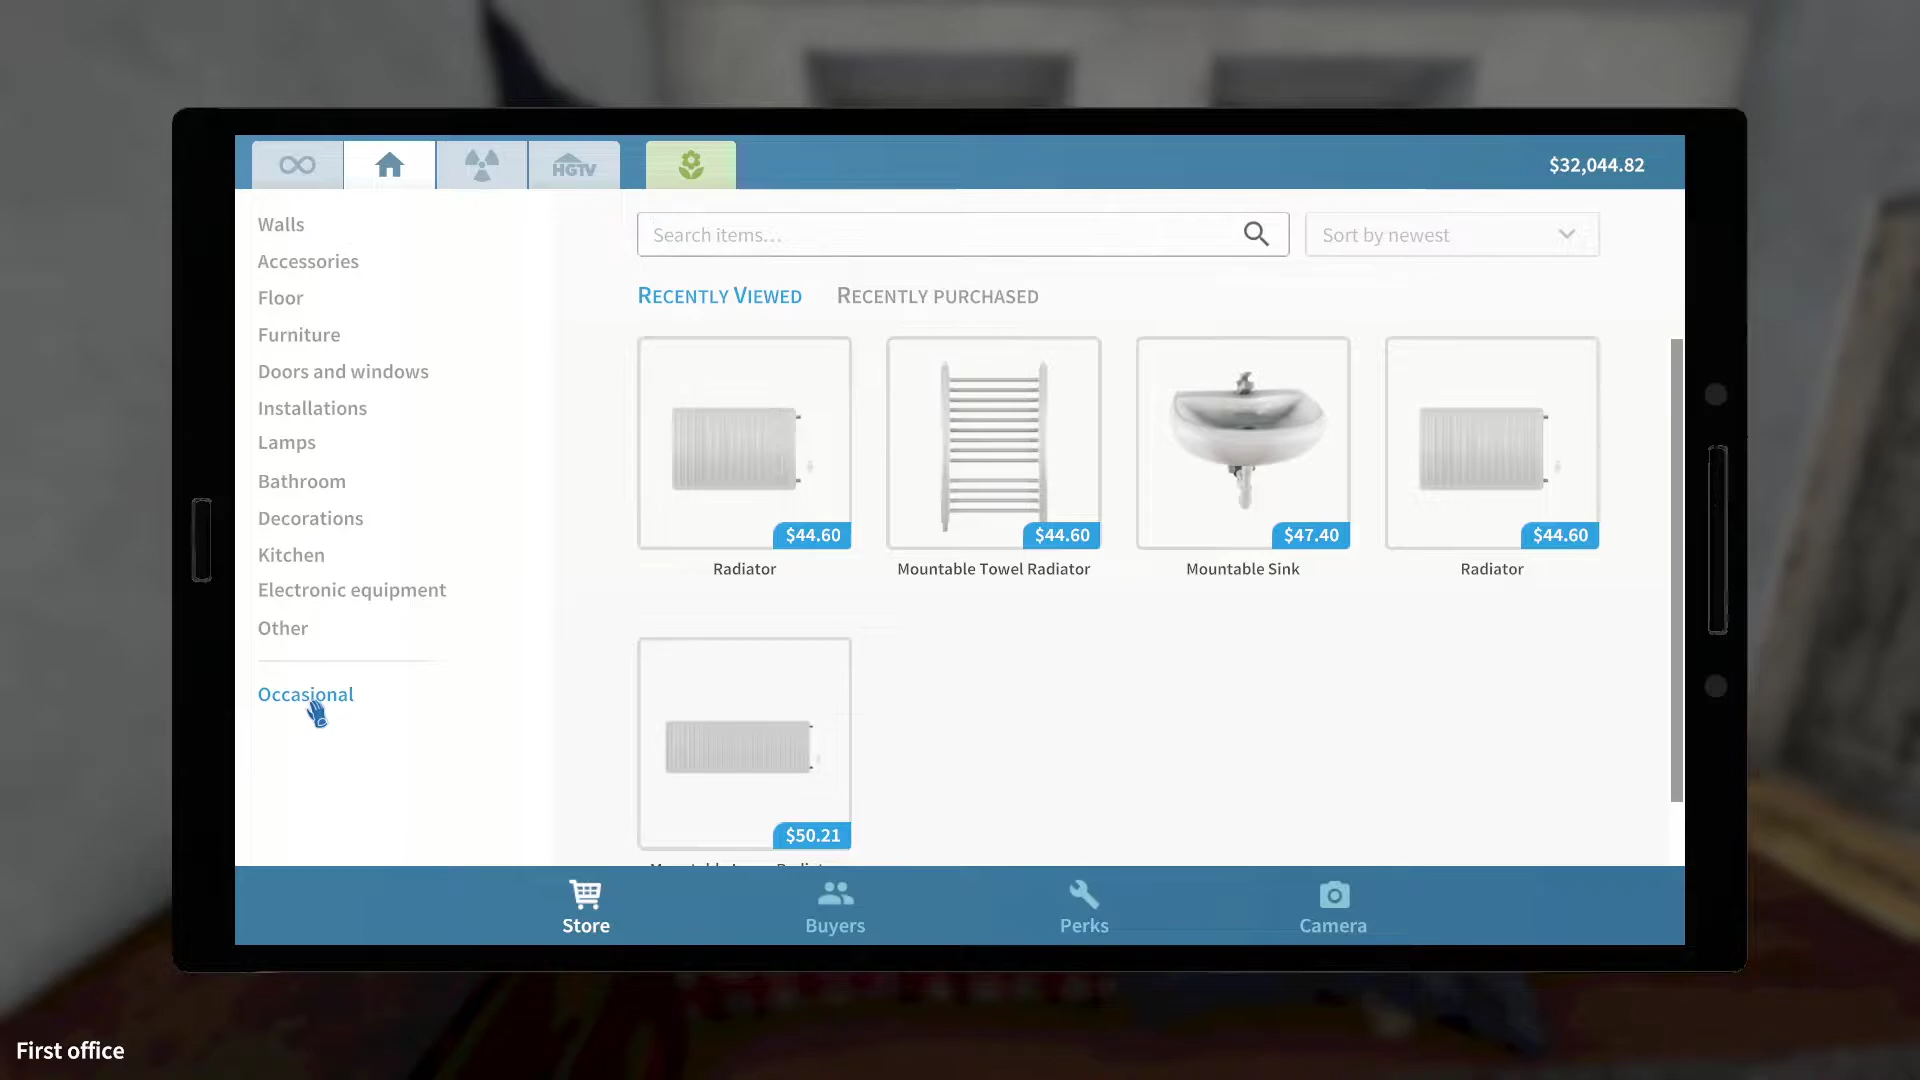 HGTV
$32,044.82
Walls
Accessories
Floor
Furniture
Doors and windows
Installations
Lamps
Bathroom
Decorations
Kitchen
Electronic equipment
Other
Occasional
Search items...
Sort by newest
RECENTLY VIEWED
RECENTLY PURCHASED
$44.60
Radiator
$44.60
Mountable Towel Radiator
$47.40
Mountable Sink
$44.60
Radiator
$50.21
Store
Buyers
Perks
Camera
First office